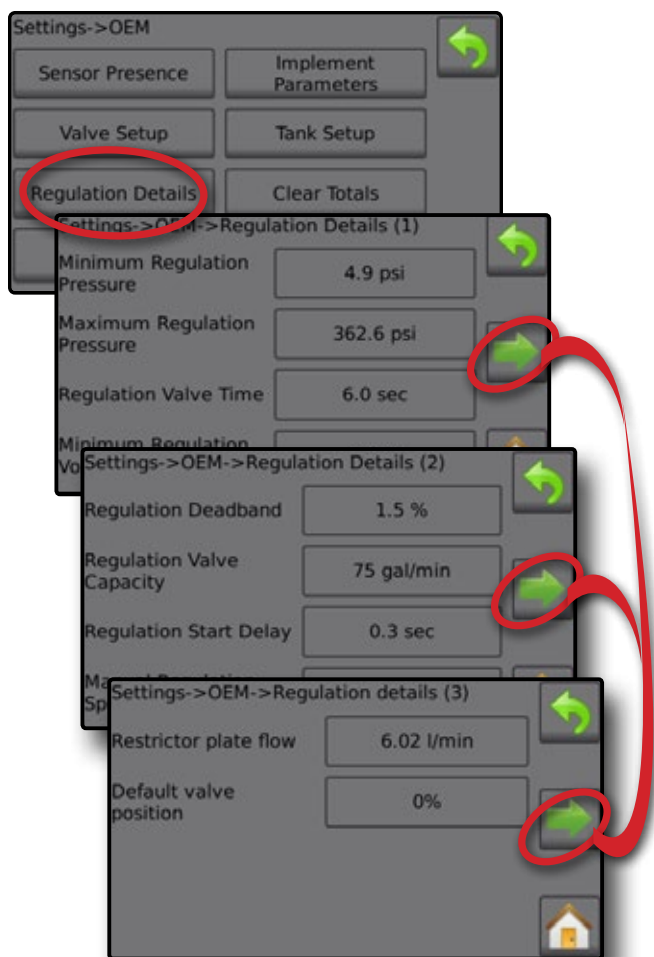 Settings->OEM
Sensor Presence
Implement
Parameters
Valve Setup
Tank Setup
Regulation Details
Clear Totals
Settings->OEM->Regulation Details (1)
Minimum Regulation
Pressure
4.9 psi
Maximum Regulation
Pressure
362.6 psi
Regulation Valve Time
6.0 sec
Minimum Regulation
Settings->OEM->Regulation Details (2)
Regulation Deadband
1.5 %
Regulation Valve
Capacity
75 gal/min
Regulation Start Delay
0.3 sec
Settings->OEM->Regulation details (3)
Restrictor plate flow
6.02 l/min
Default valve
position
0%